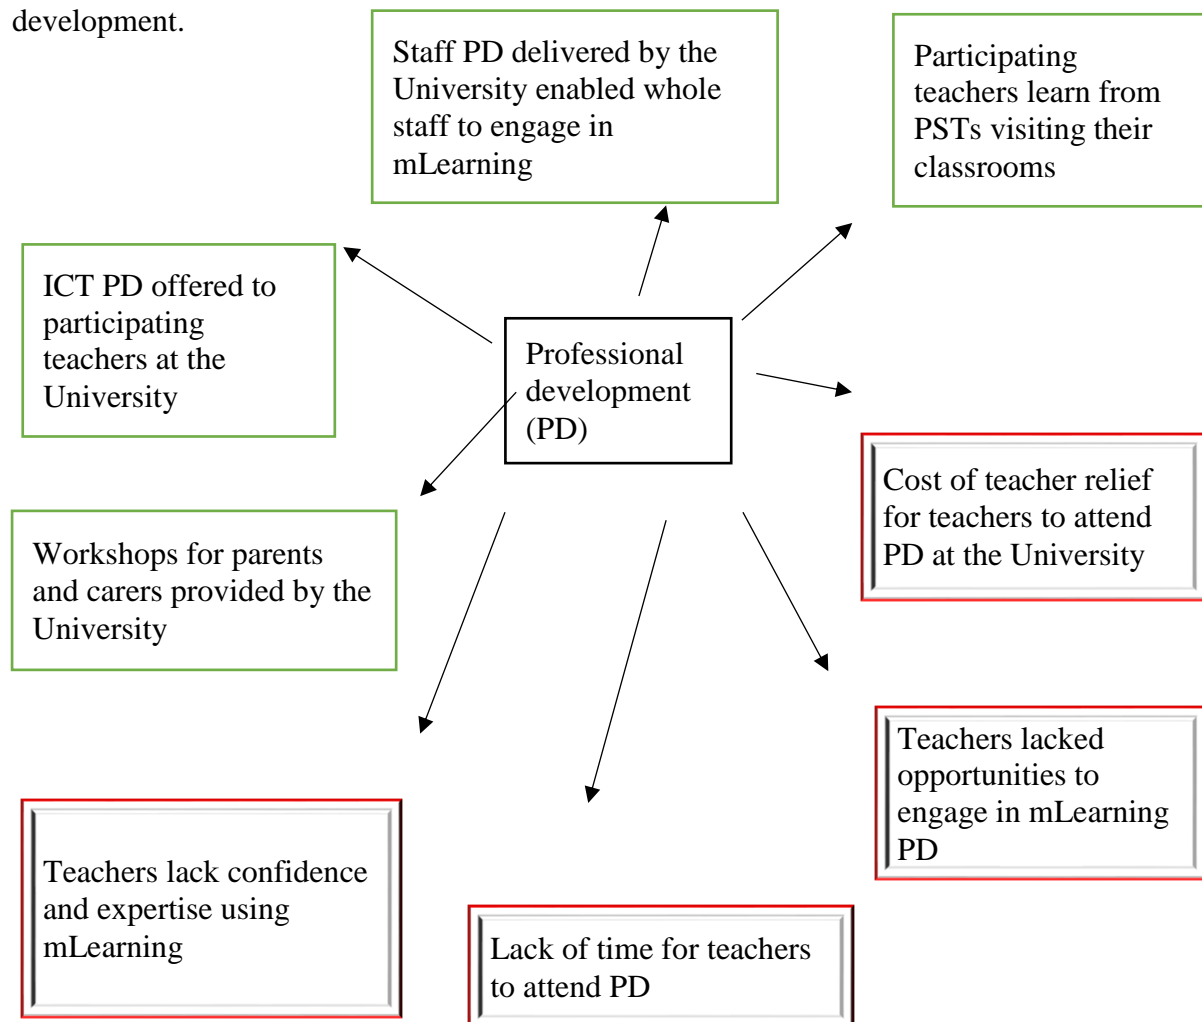 development.
Staff PD delivered by the
University enabled whole
staff to engage in
mLearning
Participating
teachers learn from
PSTs visiting their
classrooms
ICT PD offered to
participating
teachers at the
University
Professional
development
(PD)
Cost of teacher relief
for teachers to attend
PD at the University
Workshops for parents
and carers provided by the
University
Teachers lacked
opportunities to
engage in mLearning
PD
Teachers lack confidence
and expertise using
mLearning
Lack of time for teachers
to attend PD